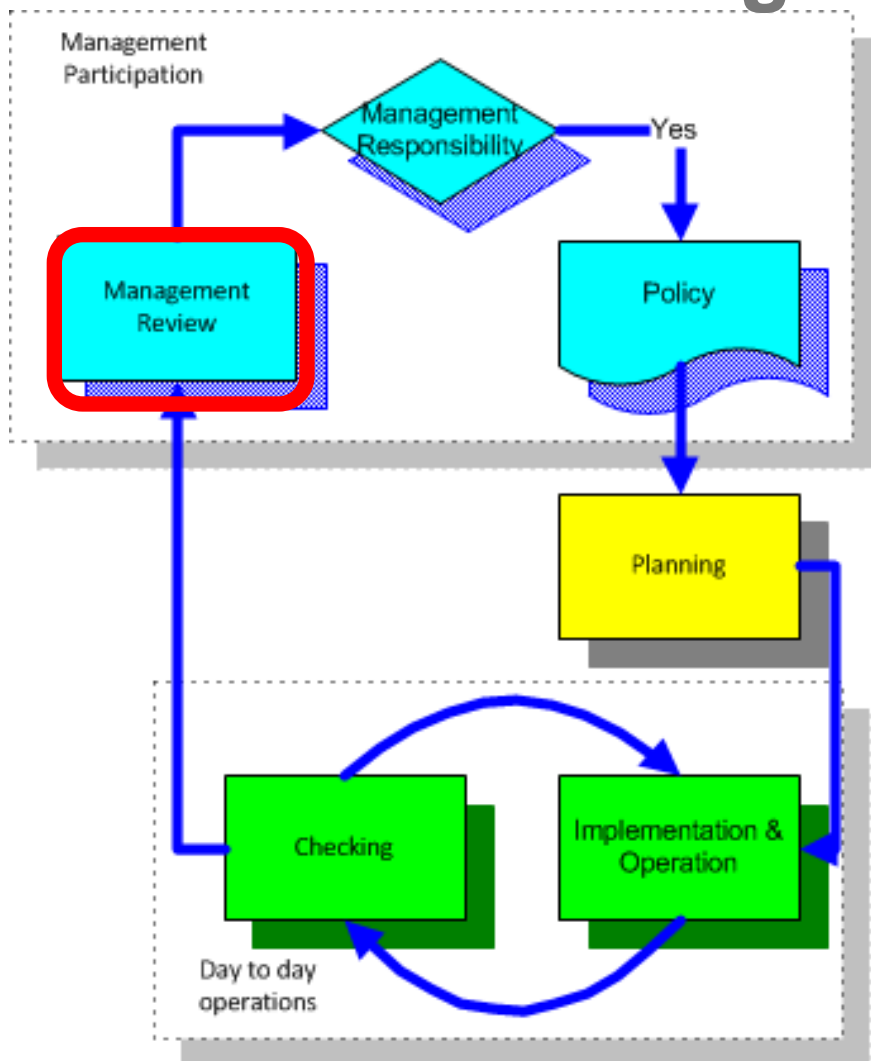 Management
Participation
Management
Responsibility
Yes
Management
Review
Policy
Planning
Checking
Implementation &
Operation
Day to day
operations